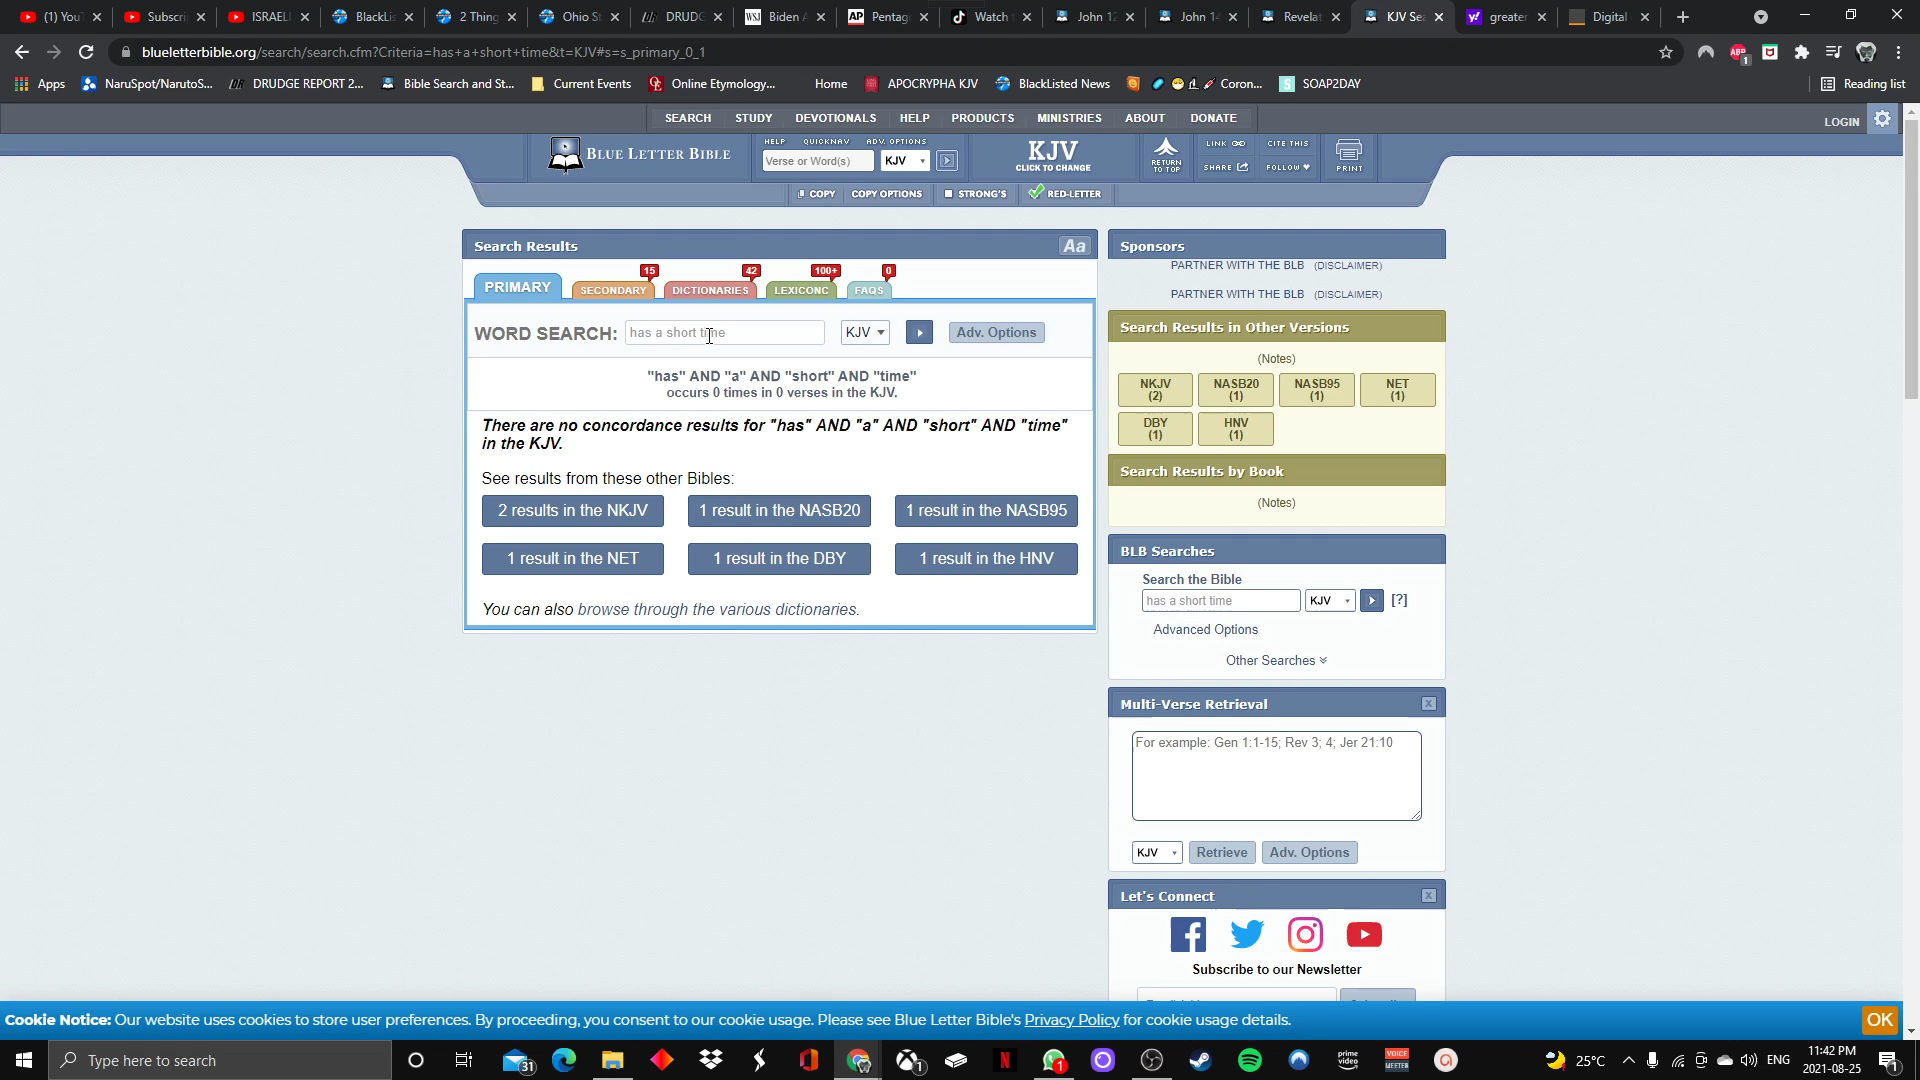 (1) YouT
Subscri
ISRAELI
BlackLis
2 Thing
Ohio St
DRUDG
Biden A
Pentag
Watch
John 12
John 14
Revelat
KJV Sea
greater
Digital
blueletterbible.org/search/search.cfm?Criteria=has+a+short+time&t=KJV#s=s_primary_0_1
Apps
NaruSpot/NarutoS...
DRUDGE REPORT 2...
Bible Search and St...
Current Events
Online Etymology...
Home
APOCRYPHA KJV
BlackListed News
Coron...
SOAP2DAY
Reading list
SEARCH STUDY DEVOTIONALS HELP PRODUCTS MINISTRIES ABOUT DONATE
LOGIN
BLUE LETTER BIBLE
HELP QUICKNAV ADV. OPTIONS
Verse or Word(s)
KJV
KJV
CLICK TO CHANGE
RETURN
TO TOP
LINK
SHARE
CITE THIS
FOLLOW
PRINT
COPY COPY OPTIONS STRONG'S RED-LETTER
Search Results
Aa
15
42
100+
0
PRIMARY SECONDARY DICTIONARIES LEXICONC FAQS
WORD SEARCH: has a short time KJV Adv. Options
"has" AND "a" AND "short" AND "time"
occurs 0 times in 0 verses in the KJV.
There are no concordance results for "has" AND "a" AND "short" AND "time"
in the KJV.
See results from these other Bibles:
2 results in the NKJV
1 result in the NASB20
1 result in the NASB95
1 result in the NET
1 result in the DBY
1 result in the HNV
You can also browse through the various dictionaries.
Sponsors
PARTNER WITH THE BLB (DISCLAIMER)
PARTNER WITH THE BLB (DISCLAIMER)
Search Results in Other Versions
(Notes)
NKJV
(2)
NASB20
(1)
NASB95
(1)
NET
(1)
DBY
(1)
HNV
(1)
Search Results by Book
(Notes)
BLB Searches
Search the Bible
has a short time KJV [?]
Advanced Options
Other Searches
Multi-Verse Retrieval
For example: Gen 1:1-15; Rev 3; 4; Jer 21:10
KJV Retrieve Adv. Options
Let's Connect
Subscribe to our Newsletter
Cookie Notice: Our website uses cookies to store user preferences. By proceeding, you consent to our cookie usage. Please see Blue Letter Bible's Privacy Policy for cookie usage details.
OK
Type here to search
31
1
1
prime
video
VOICE
MEETER
25°C
ENG
11:42 PM
2021-08-25
1